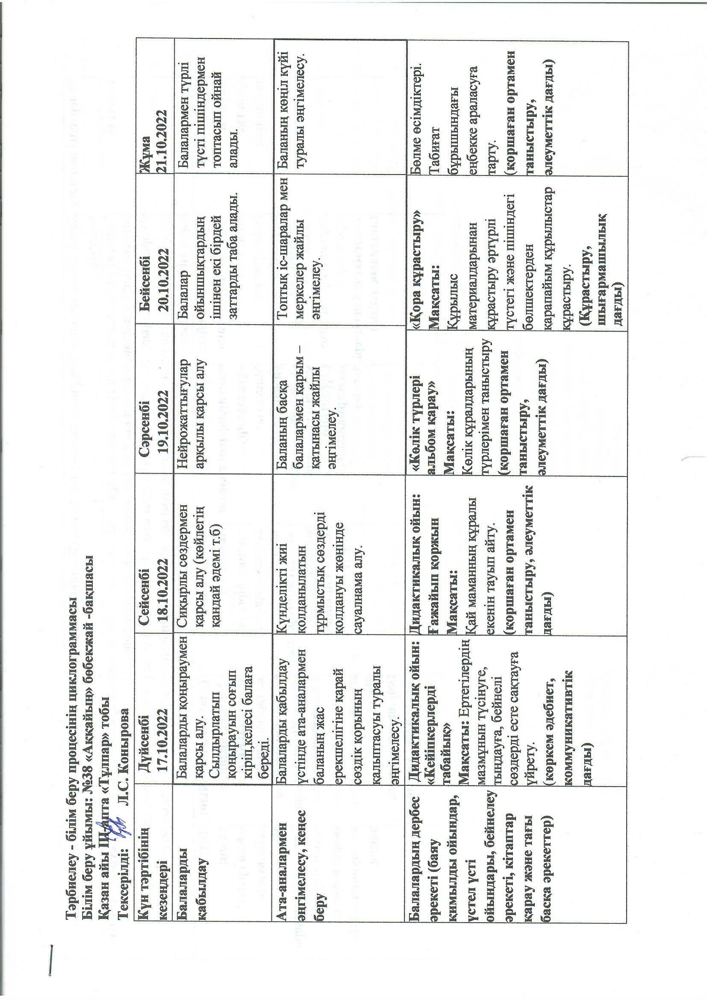 Тәрбиелеу - білім беру процесінің циклограммасы
Білім беру ұйымы: №38 «Аққайың» бөбекжай -бақшасы
Қазан айы III-апта «Тұлпар» тобы
Тексерілді: Л.С. Конырова
Күн тәртібінің
кезеңдері
Дүйсенбі
17.10.2022
Сейсенбі
18.10.2022
Сәрсенбі
19.10.2022
Бейсенбі
20.10.2022
Жұма
21.10.2022
Балаларды
қабылдау
Балаларды қоңыраумен
қарсы алу.
Сылдырлатып
қоңырауын соғып
кіріп,келесі балаға
береді.
Сиқырлы сөздермен
қарсы алу (көйлегің
қандай әдемі т.б)
Нейрожаттығулар
арқылы қарсы алу
Балалар
ойыншықтардың
ішінен екі бірдей
заттарды таба алады.
Балалармен түрлі
түсті пішіндермен
топтасып ойнай
алады.
Ата-аналармен
әңгімелесу, кеңес
беру
Балаларды қабылдау
үстінде ата-аналармен
баланың жас
ерекшелігіне қарай
сөздік қорының
қалыптасуы туралы
әңгімелесу.
Күнделікті жиі
қолданылатын
тұрмыстық сөздерді
қолдануы жөнінде
сауалнама алу.
Баланың басқа
балалармен қарым –
қатынасы жайлы
әңгімелеу.
Топтық іс-шаралар мен
меркелер жайлы
әңгімелеу.
Баланың көңіл күйі
туралы әңгімелесу.
Балалардың дербес
әрекеті (баяу
қимылды ойындар,
үстел үсті
ойындары, бейнелеу
әрекеті, кітаптар
қарау және тағы
басқа әрекеттер)
Дидактикалық ойын:
«Кейіпкерлерді
табайық»
Мақсаты: Ертегілердің
мазмұнын түсінуге,
тыңдауға, бейнелі
сөздерді есте сақтауға
үйрету.
(көркем әдебиет,
коммуникативтік
дағды)
Дидактикалық ойын:
Ғажайып қоржын
Мақсаты:
Қай маманның құралы
екенін тауып айту.
(қоршаған ортамен
таныстыру, әлеуметтік
дағды)
«Көлік түрлері
альбом қарау»
Мақсаты:
Көлік құралдарының
түрлерімен таныстыру
(қоршаған ортамен
таныстыру,
әлеуметтік дағды)
«Қора құрастыру»
Мақсаты:
Құрылыс
материалдарынан
құрастыру әртүрлі
түстегі және пішіндегі
бөлшектерден
қарапайым құрылыстар
құрастыру.
(Құрастыру,
шығармашылық
дағды)
Бөлме өсімдіктері.
Табиғат
бұрышындағы
еңбекке араласуға
тарту.
(қоршаған ортамен
таныстыру,
әлеуметтік дағды)